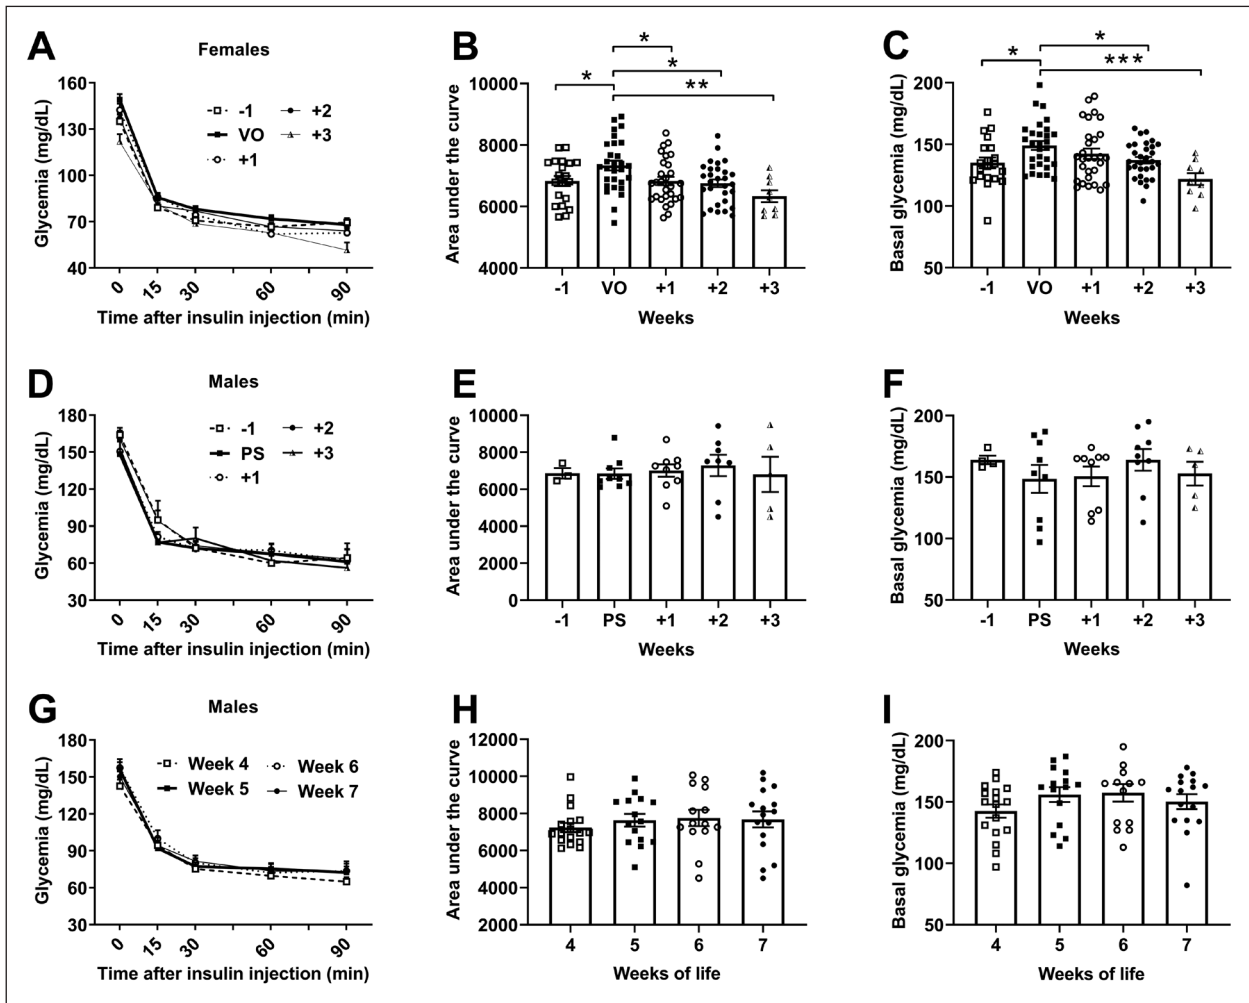 A
Females
Glycemia (mg/dL)
160
130
100
70
40
-1
VO
+1
+2
+3
0
15
30
60
90
Time after insulin injection (min)
B
Area under the curve
10000
8000
6000
4000
*
*
*
**
-1
VO
+1
+2
+3
Weeks
C
Basal glycemia (mg/dL)
200
150
100
50
*
*
***
-1
VO
+1
+2
+3
Weeks
D
Males
Glycemia (mg/dL)
180
150
120
90
60
30
-1
PS
+1
+2
+3
0
15
30
60
90
Time after insulin injection (min)
E
Area under the curve
10000
8000
6000
4000
2000
0
-1
PS
+1
+2
+3
Weeks
F
Basal glycemia (mg/dL)
200
150
100
50
-1
PS
+1
+2
+3
Weeks
G
Males
Glycemia (mg/dL)
180
150
120
90
60
30
Week 4
Week 5
Week 6
Week 7
0
15
30
60
90
Time after insulin injection (min)
H
Area under the curve
12000
10000
8000
6000
4000
2000
4
5
6
7
Weeks of life
I
Basal glycemia (mg/dL)
200
150
100
50
4
5
6
7
Weeks of life